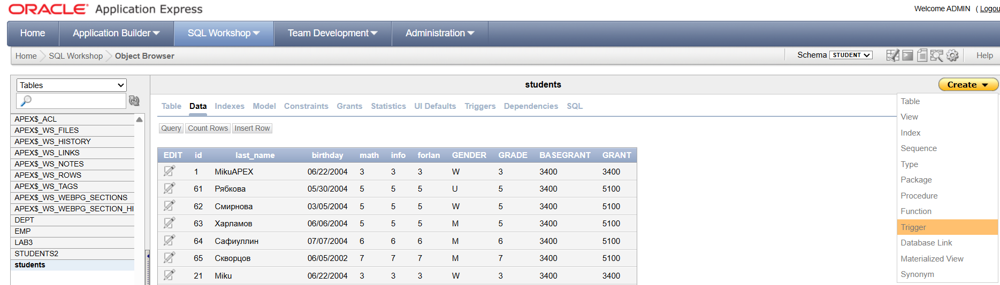 ORACLE Application Express
Welcome ADMIN ( Logou
Home Application Builder SQL Workshop Team Development Administration
Home SQL Workshop Object Browser Schema STUDENT Help
Tables
students
Create
Table Data Indexes Model Constraints Grants Statistics UI Defaults Triggers Dependencies SQL
Query Count Rows Insert Row
APEX$_ACL
APEX$_WS_FILES
APEX$_WS_HISTORY
APEX$_WS_LINKS
APEX$_WS_NOTES
APEX$_WS_ROWS
APEX$_WS_TAGS
APEX$_WS_WEBPG_SECTIONS
APEX$_WS_WEBPG_SECTION_HI
DEPT
EMP
LAB3
STUDENTS2
students
EDIT id last_name birthday math info forlan GENDER GRADE BASEGRANT GRANT
1 MikuAPEX 06/22/2004 3 3 3 W 3 3400 3400
61 Рябкова 05/30/2004 5 5 5 U 5 3400 5100
62 Смирнова 03/05/2004 5 5 5 W 5 3400 5100
63 Харламов 06/06/2004 5 5 5 M 5 3400 5100
64 Сафиуллин 07/07/2004 6 6 6 M 6 3400 5100
65 Скворцов 06/05/2002 7 7 7 M 7 3400 5100
21 Miku 06/22/2004 3 3 3 W 3 3400 3400
Table
View
Index
Sequence
Type
Package
Procedure
Function
Trigger
Database Link
Materialized View
Synonym